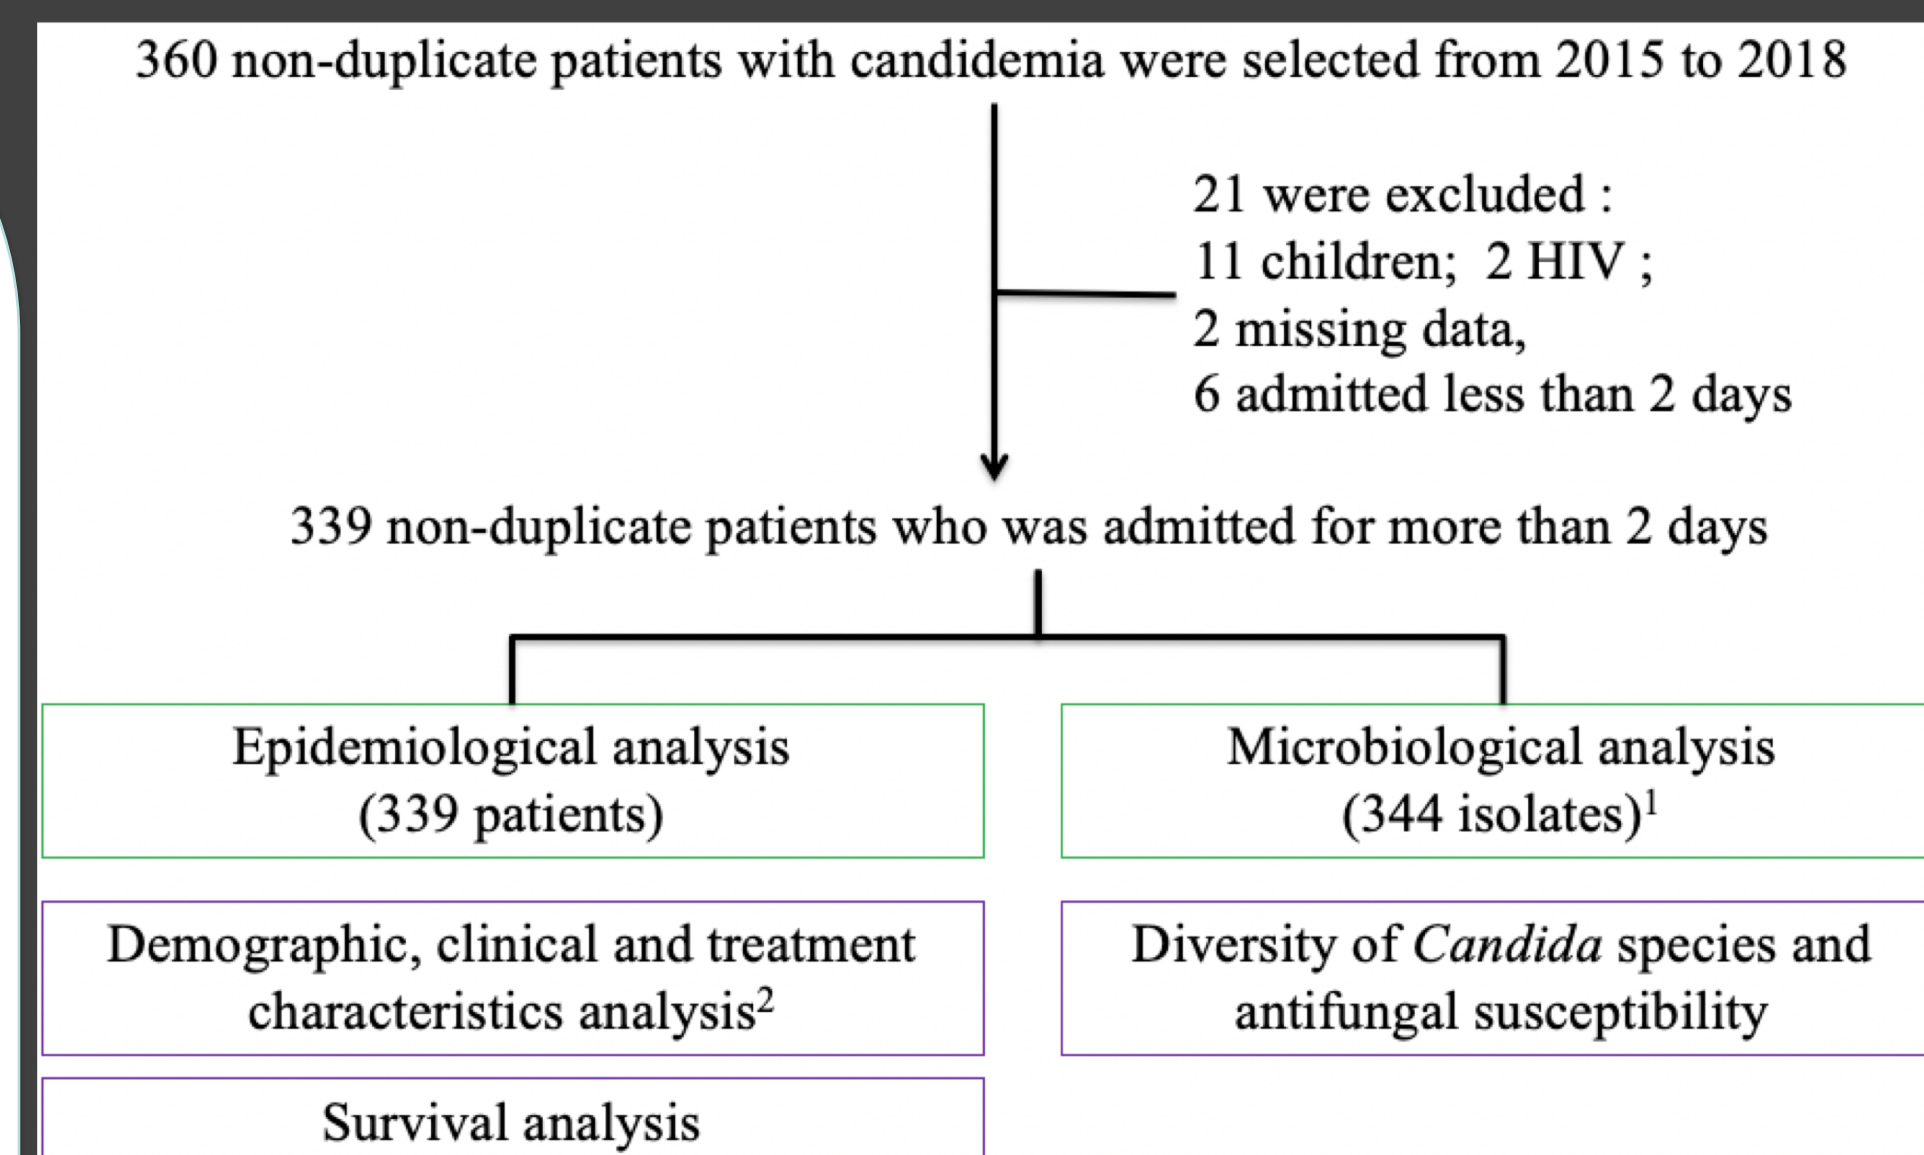 360 non-duplicate patients with candidemia were selected from 2015 to 2018
21 were excluded :
11 children; 2 HIV ;
2 missing data,
6 admitted less than 2 days
339 non-duplicate patients who was admitted for more than 2 days
Epidemiological analysis
(339 patients)
Microbiological analysis
(344 isolates)¹
Demographic, clinical and treatment
characteristics analysis²
Diversity of Candida species and
antifungal susceptibility
Survival analysis